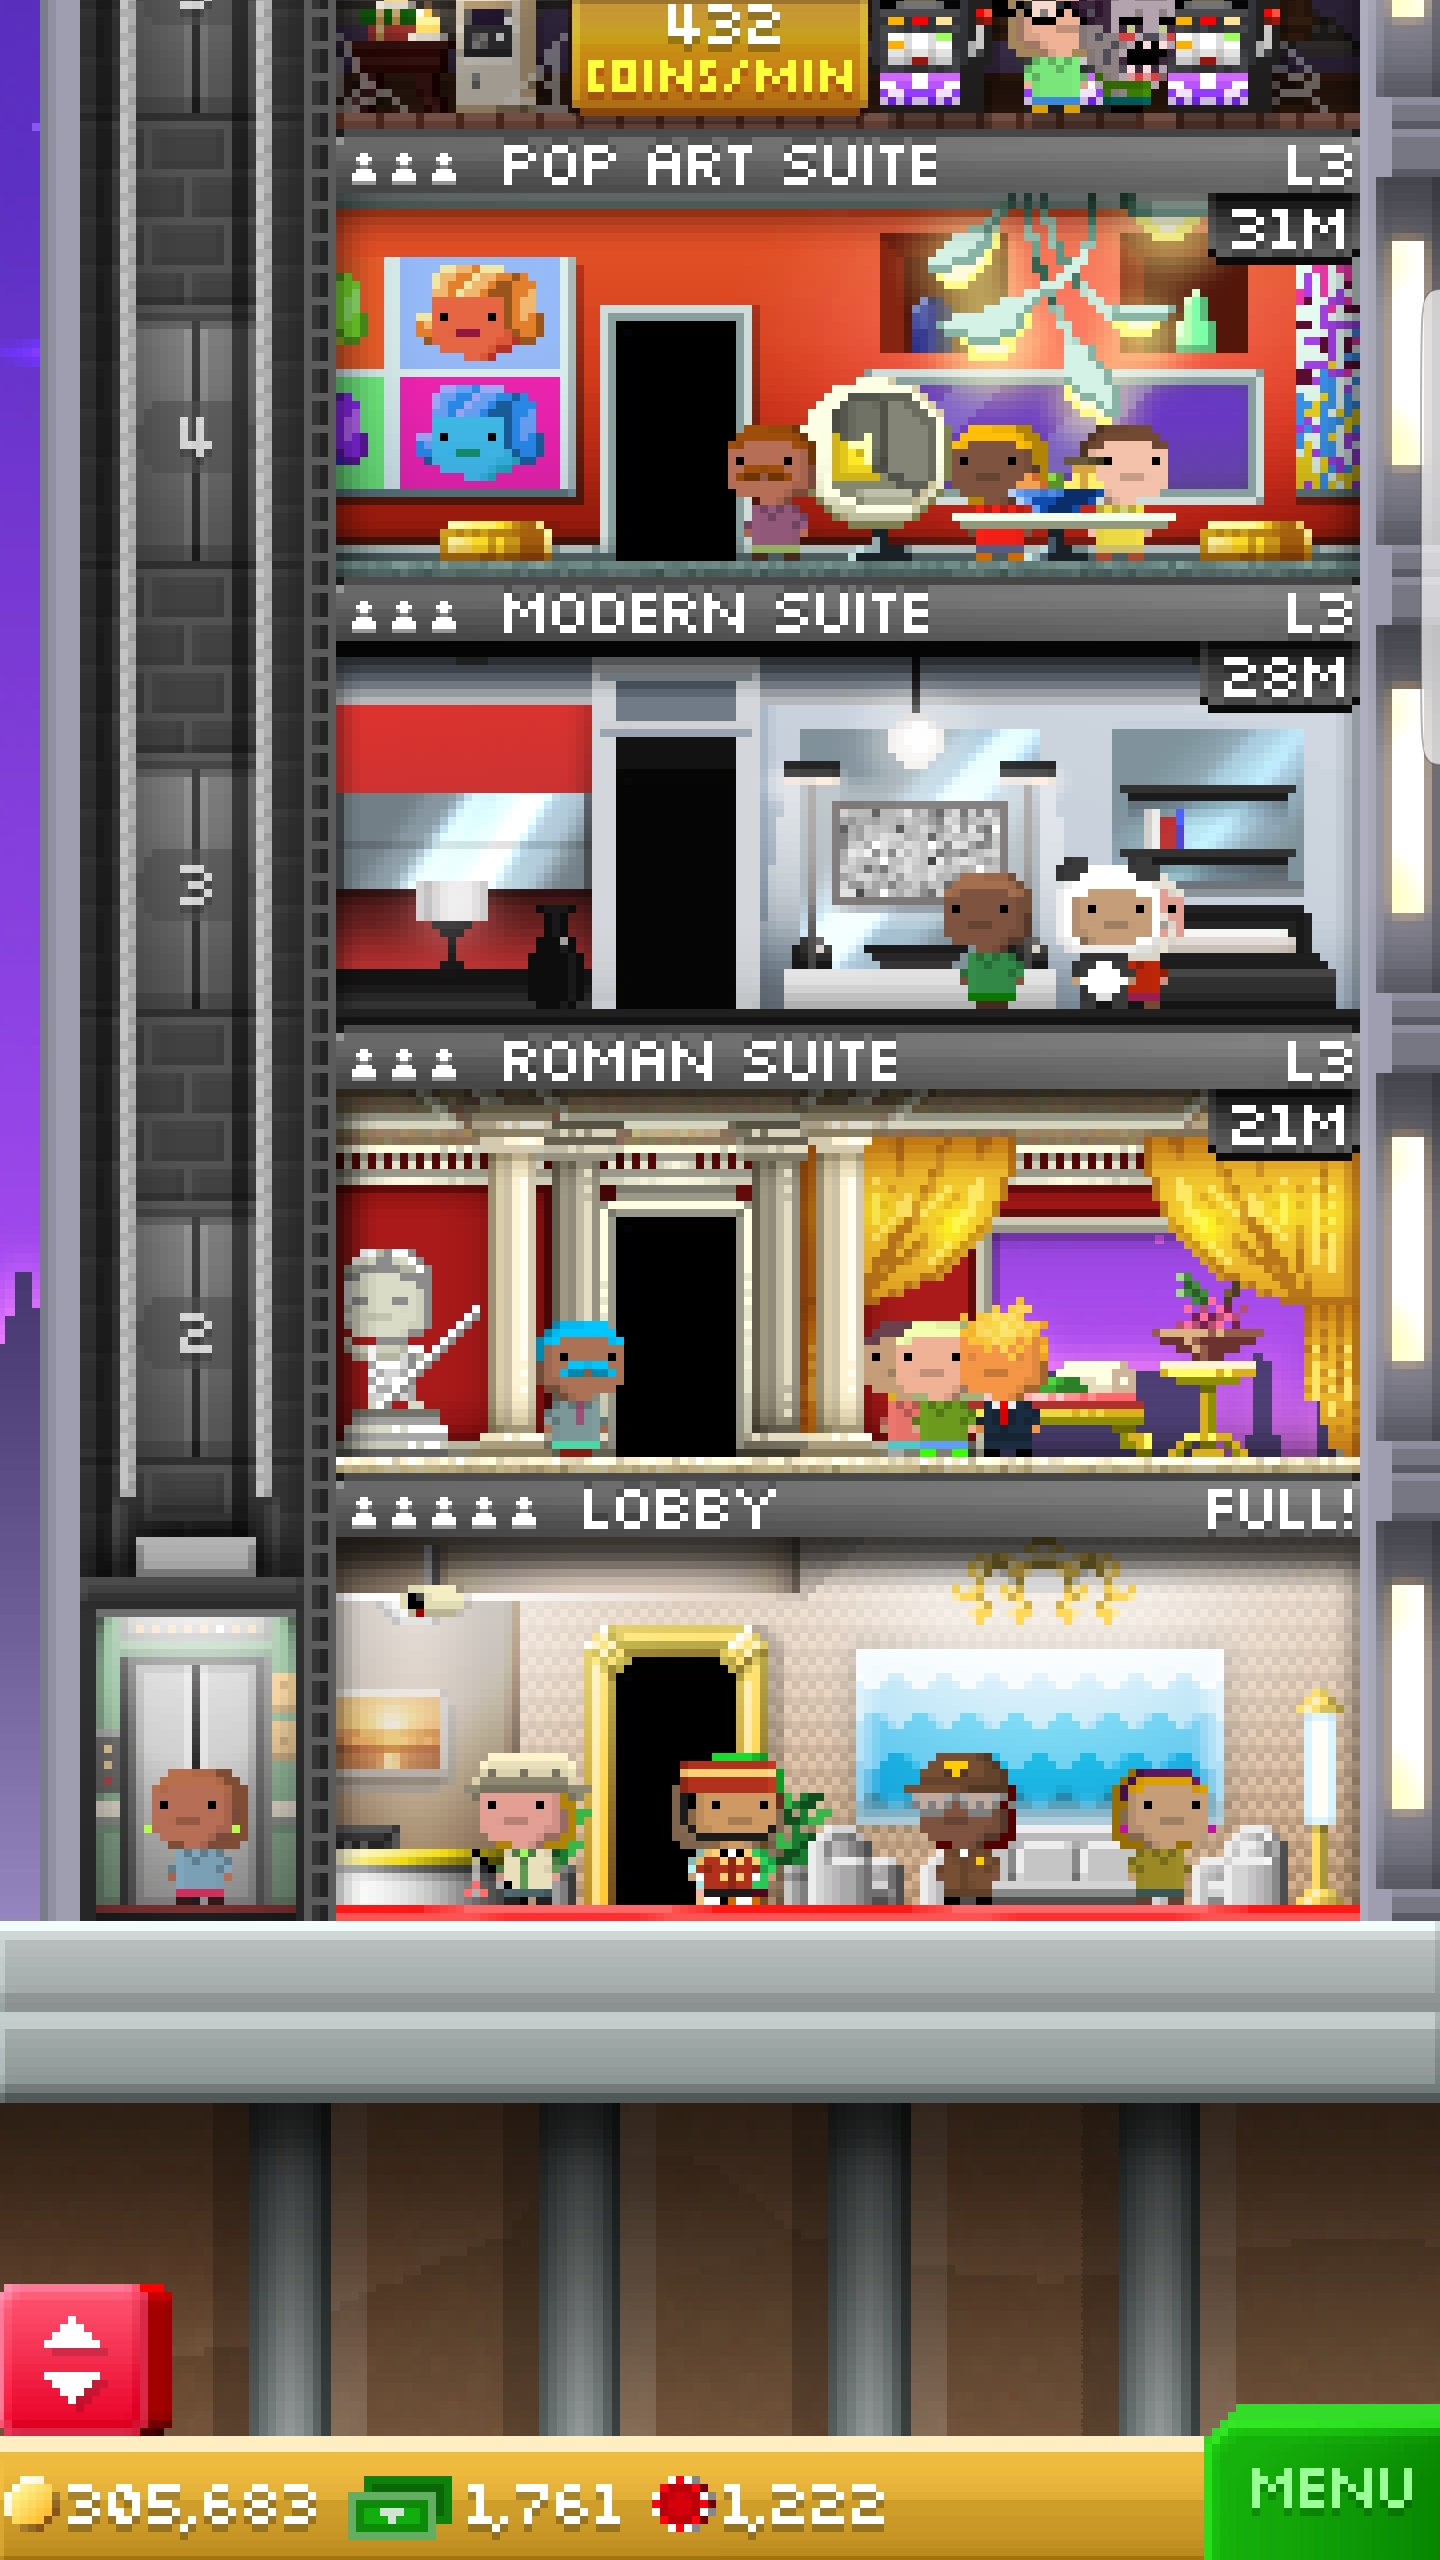 432
COINS/MIN
POP ART SUITE L3
31M
4
MODERN SUITE L3
28M
3
ROMAN SUITE L3
21M
2
LOBBY FULL!
305,683 1,761 1,222 MENU